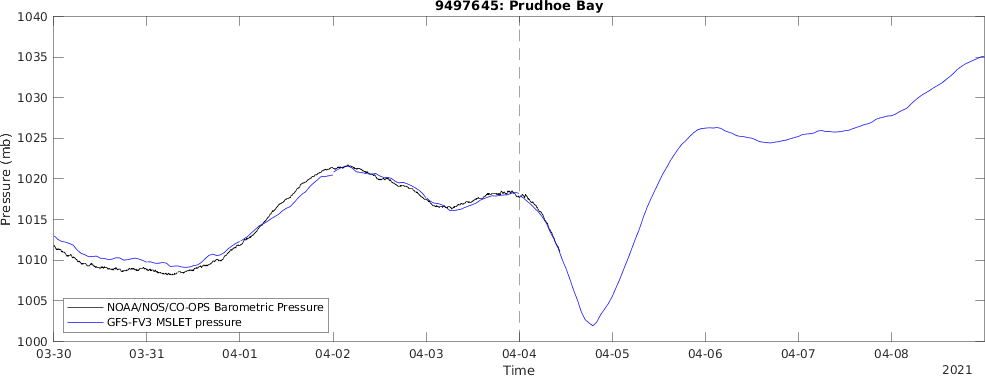 9497645: Prudhoe Bay
1040
1035
1030
1025
1020
1015
1010
1005
1000
Pressure (mb)
NOAA/NOS/CO-OPS Barometric Pressure
GFS-FV3 MSLET pressure
03-30 03-31 04-01 04-02 04-03 04-04 04-05 04-06 04-07 04-08
Time
2021